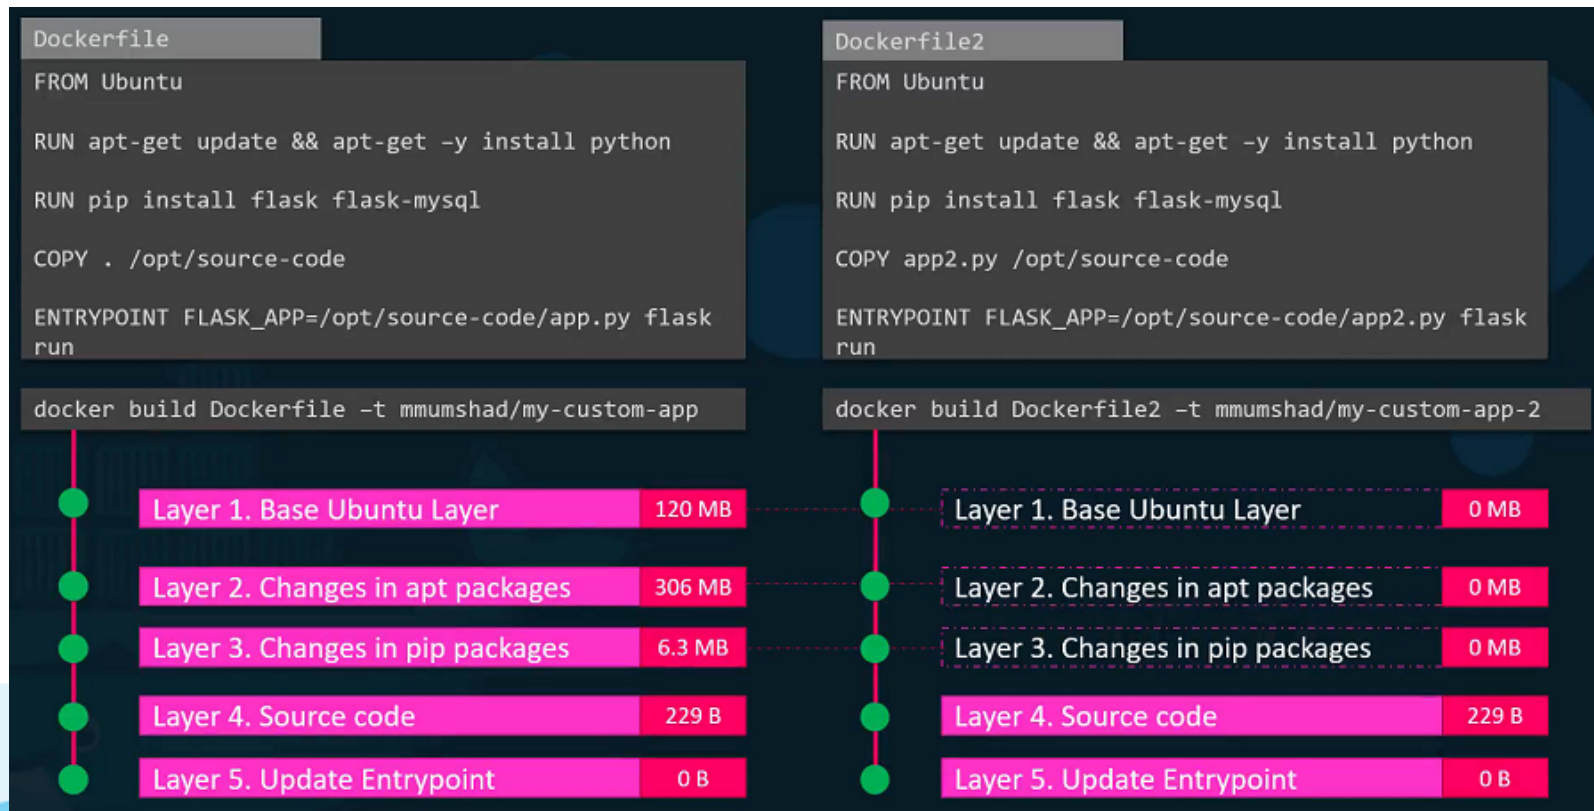 Dockerfile
FROM Ubuntu
RUN apt-get update && apt-get –y install python
RUN pip install flask flask-mysql
COPY . /opt/source-code
ENTRYPOINT FLASK_APP=/opt/source-code/app.py flask
run
docker build Dockerfile –t mmumshad/my-custom-app
Layer 1. Base Ubuntu Layer 120 MB
Layer 2. Changes in apt packages 306 MB
Layer 3. Changes in pip packages 6.3 MB
Layer 4. Source code 229 B
Layer 5. Update Entrypoint 0 B
Dockerfile2
FROM Ubuntu
RUN apt-get update && apt-get –y install python
RUN pip install flask flask-mysql
COPY app2.py /opt/source-code
ENTRYPOINT FLASK_APP=/opt/source-code/app2.py flask
run
docker build Dockerfile2 –t mmumshad/my-custom-app-2
Layer 1. Base Ubuntu Layer 0 MB
Layer 2. Changes in apt packages 0 MB
Layer 3. Changes in pip packages 0 MB
Layer 4. Source code 229 B
Layer 5. Update Entrypoint 0 B